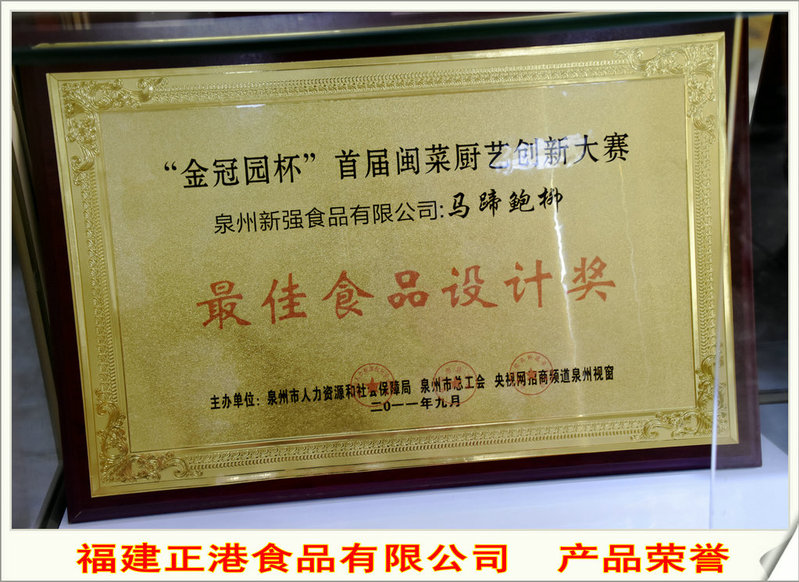 “金冠园杯”首届闽菜厨艺创新大赛
泉州新强食品有限公司:马蹄鲍柳
最佳食品设计奖
主办单位：泉州市人力资源和社会保障局 泉州市总工会 央视网招商频道泉州视窗
二〇一一年九月
福建正港食品有限公司 产品荣誉